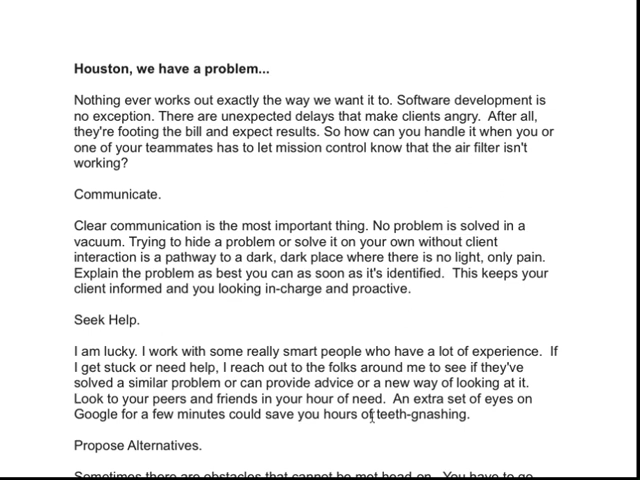 Houston, we have a problem...
Nothing ever works out exactly the way we want it to. Software development is
no exception. There are unexpected delays that make clients angry.  After all,
they're footing the bill and expect results. So how can you handle it when you or
one of your teammates has to let mission control know that the air filter isn't
working?
Communicate.
Clear communication is the most important thing. No problem is solved in a
vacuum. Trying to hide a problem or solve it on your own without client
interaction is a pathway to a dark, dark place where there is no light, only pain.
Explain the problem as best you can as soon as it's identified.  This keeps your
client informed and you looking in-charge and proactive.
Seek Help.
I am lucky. I work with some really smart people who have a lot of experience.  If
I get stuck or need help, I reach out to the folks around me to see if they've
solved a similar problem or can provide advice or a new way of looking at it.
Look to your peers and friends in your hour of need.  An extra set of eyes on
Google for a few minutes could save you hours of teeth-gnashing.
Propose Alternatives.
Sometimes there are obstacles that cannot be met head-on.  You have to go